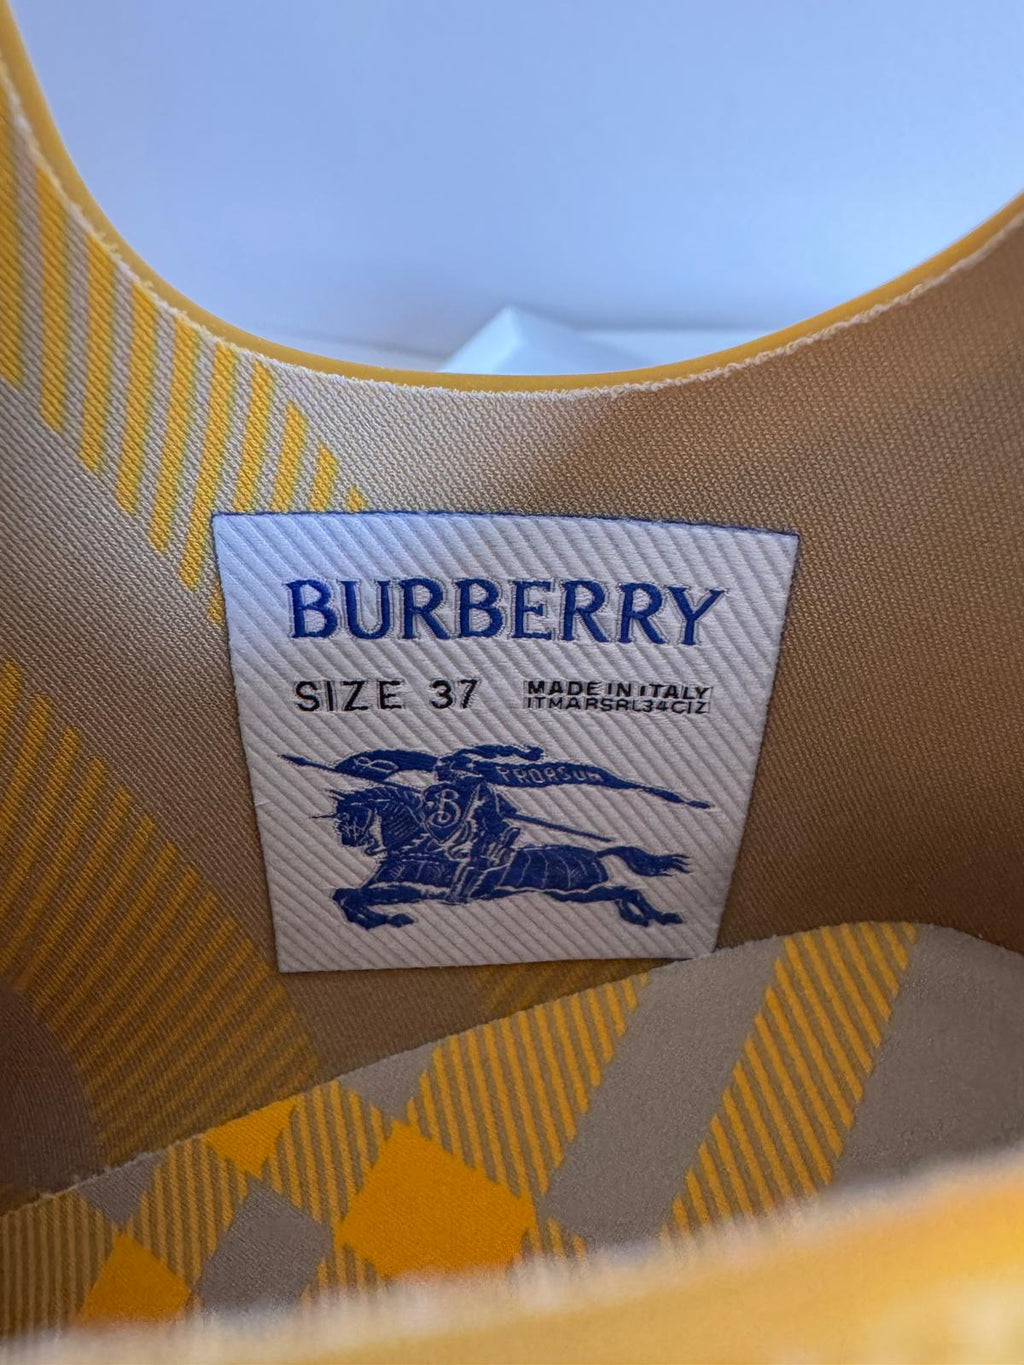 BURBERRY
SIZE 37
MADE IN ITALY
ITMARSRL34CIZ
PRORSUM
B